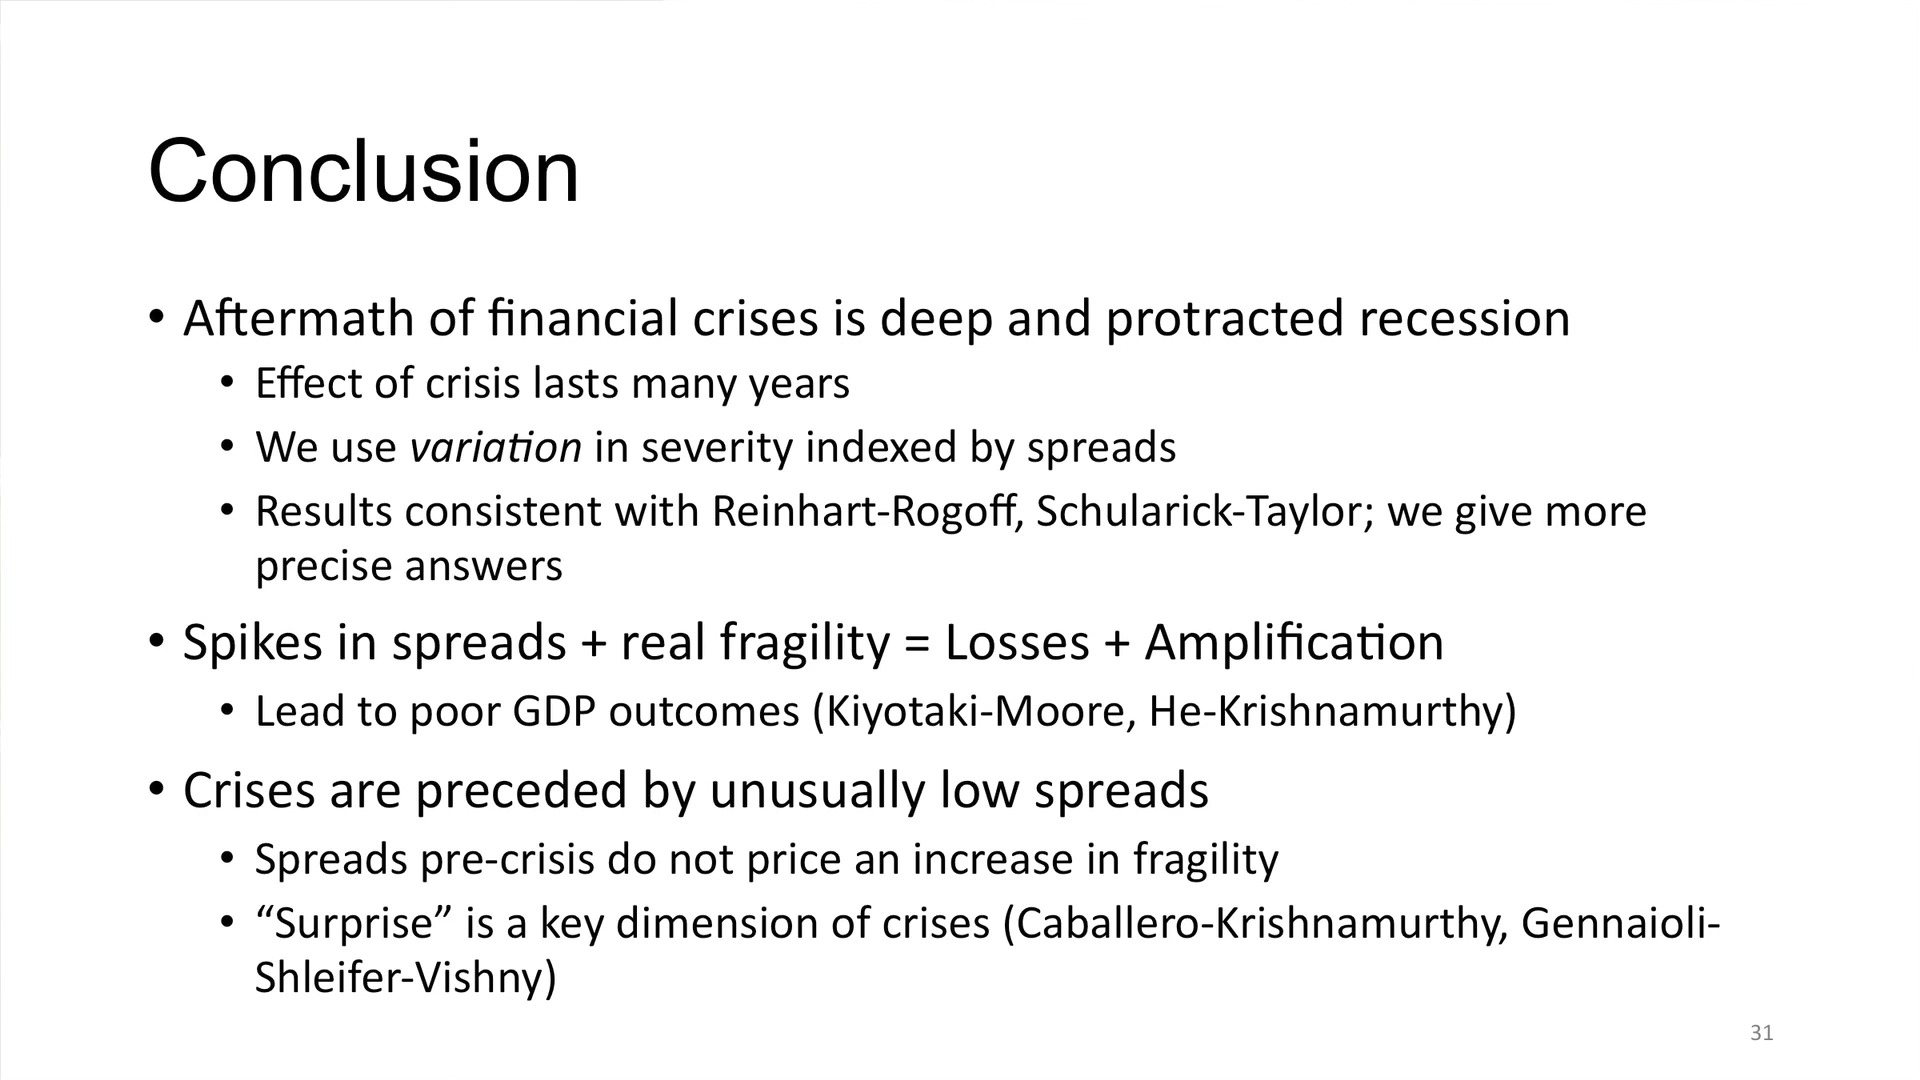 Conclusion
• Aftermath of financial crises is deep and protracted recession
• Effect of crisis lasts many years
• We use variation in severity indexed by spreads
• Results consistent with Reinhart-Rogoff, Schularick-Taylor; we give more
precise answers
• Spikes in spreads + real fragility = Losses + Amplification
• Lead to poor GDP outcomes (Kiyotaki-Moore, He-Krishnamurthy)
• Crises are preceded by unusually low spreads
• Spreads pre-crisis do not price an increase in fragility
• “Surprise” is a key dimension of crises (Caballero-Krishnamurthy, Gennaioli-
Shleifer-Vishny)
31